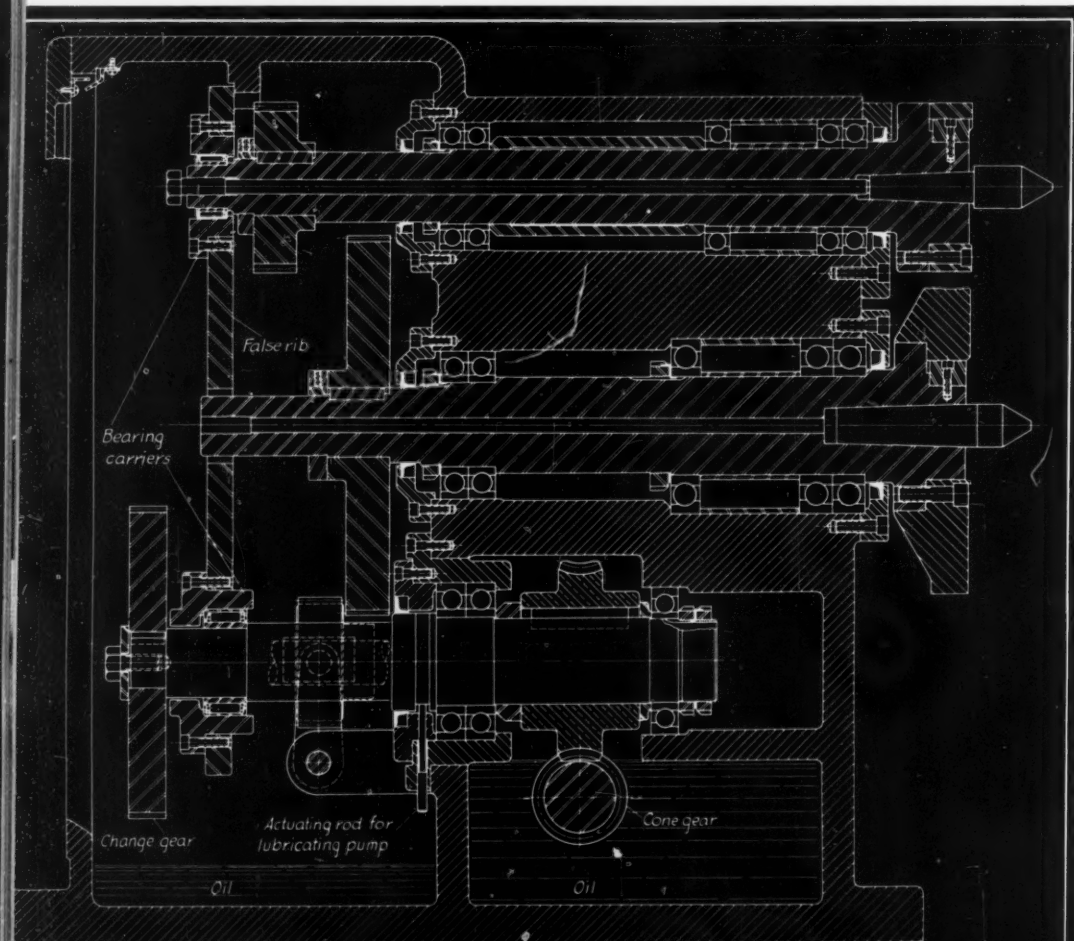 False rib
Bearing
carriers
Change gear
Actuating rod for
lubricating pump
Cone gear
Oil
Oil